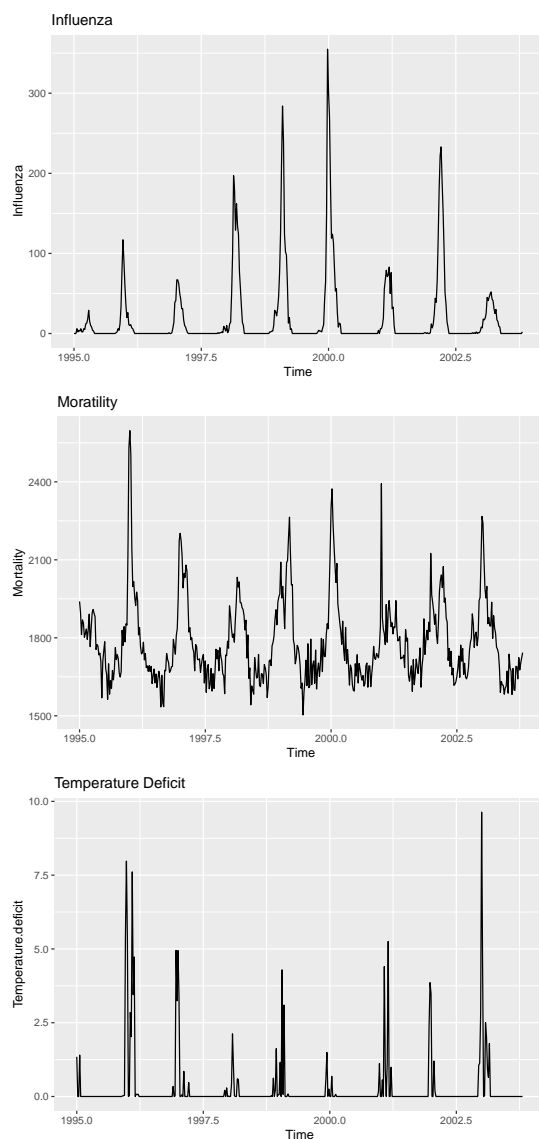 Influenza
300
200
100
0
Influenza
1995.0 1997.5 2000.0 2002.5
Time
Moratility
2400
2100
1800
1500
Mortality
1995.0 1997.5 2000.0 2002.5
Time
Temperature Deficit
10.0
7.5
5.0
2.5
0.0
Temperature.deficit
1995.0 1997.5 2000.0 2002.5
Time